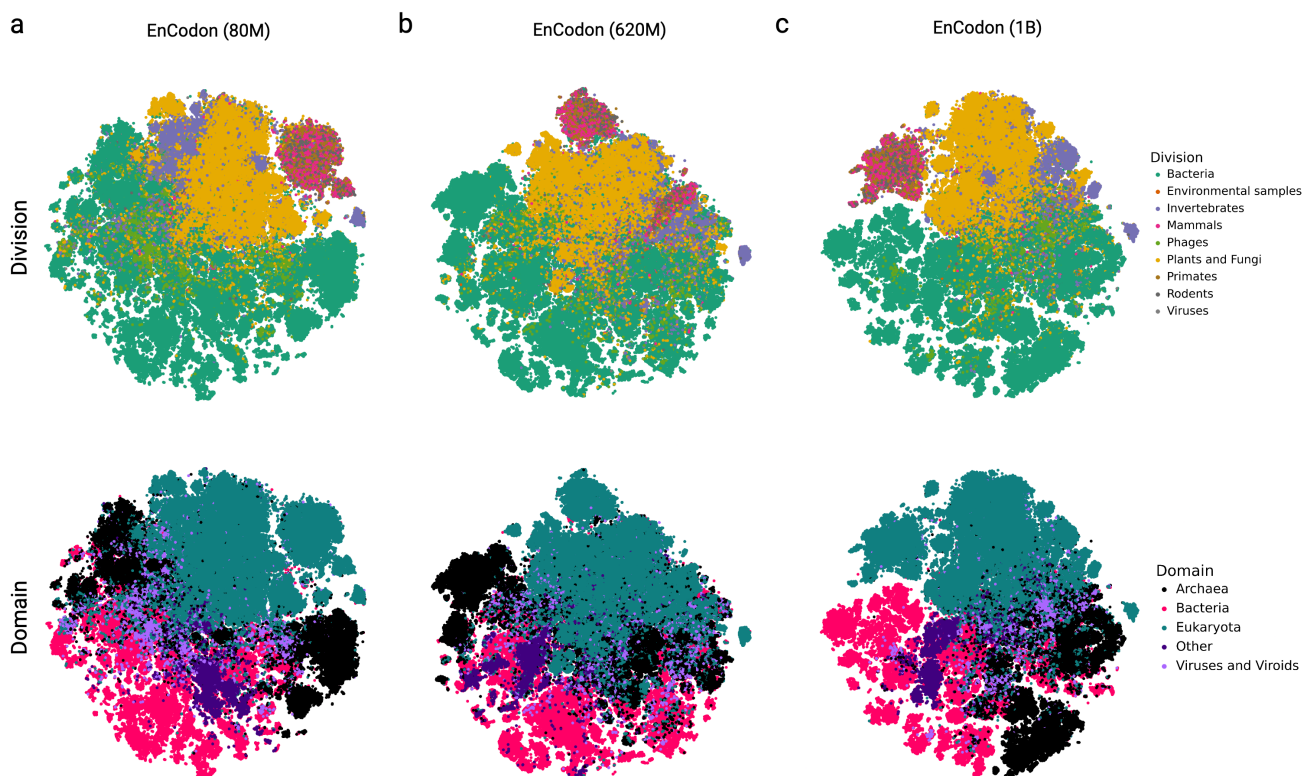 a
EnCodon (80M)
b
EnCodon (620M)
c
EnCodon (1B)
Division
Division
Bacteria
Environmental samples
Invertebrates
Mammals
Phages
Plants and Fungi
Primates
Rodents
Viruses
Domain
Domain
Archaea
Bacteria
Eukaryota
Other
Viruses and Viroids